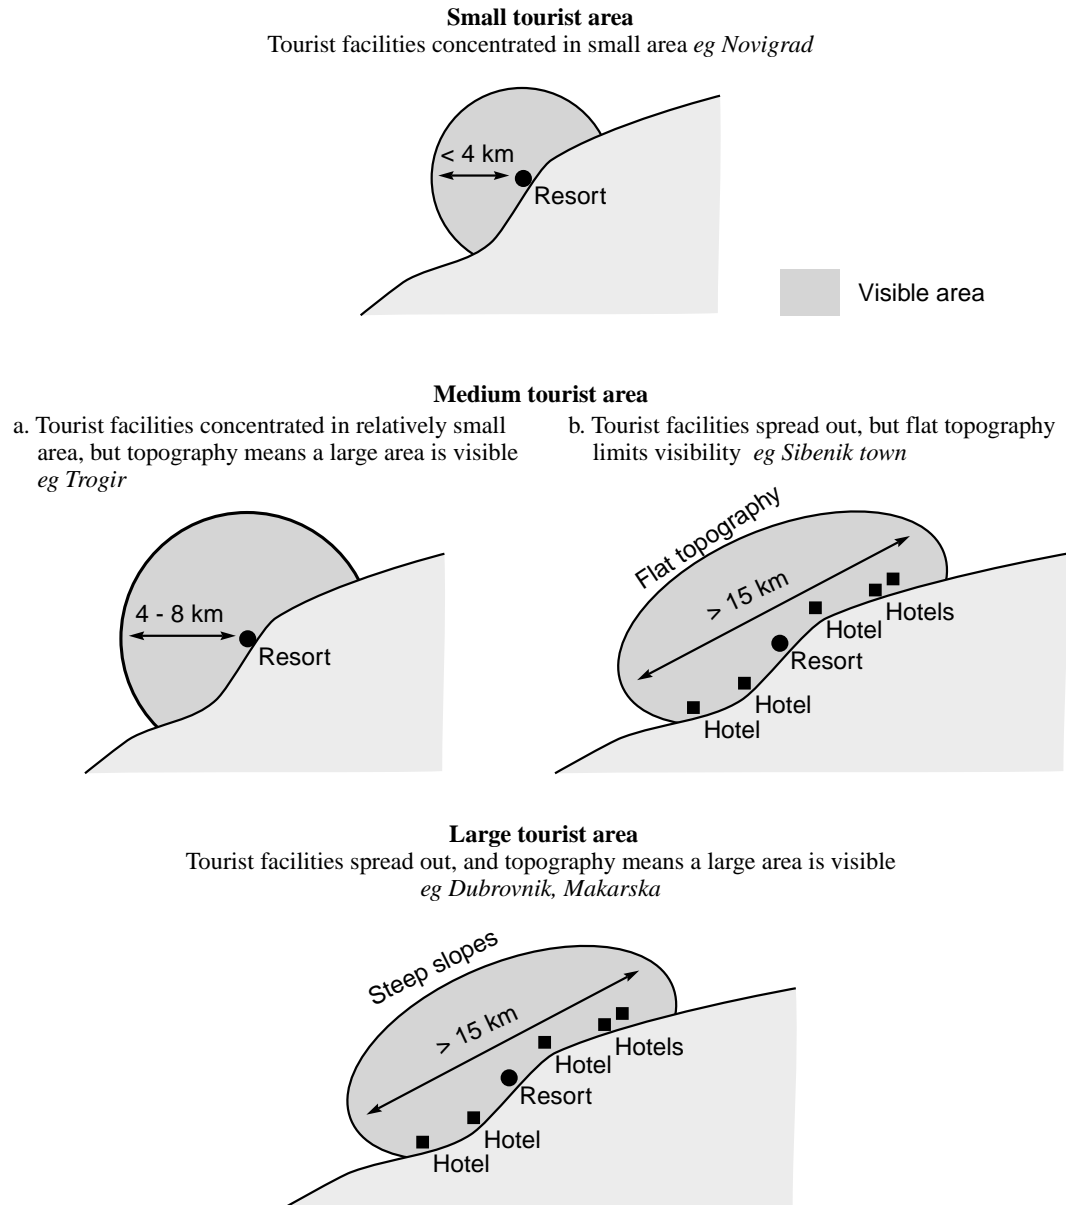 Small tourist area
Tourist facilities concentrated in small area eg Novigrad
< 4 km
Resort
Visible area
Medium tourist area
a. Tourist facilities concentrated in relatively small
area, but topography means a large area is visible
eg Trogir
b. Tourist facilities spread out, but flat topography
limits visibility eg Sibenik town
4 - 8 km
Resort
Flat topography
> 15 km
Hotels
Hotel
Resort
Hotel
Hotel
Large tourist area
Tourist facilities spread out, and topography means a large area is visible
eg Dubrovnik, Makarska
Steep slopes
> 15 km
Hotels
Hotel
Resort
Hotel
Hotel